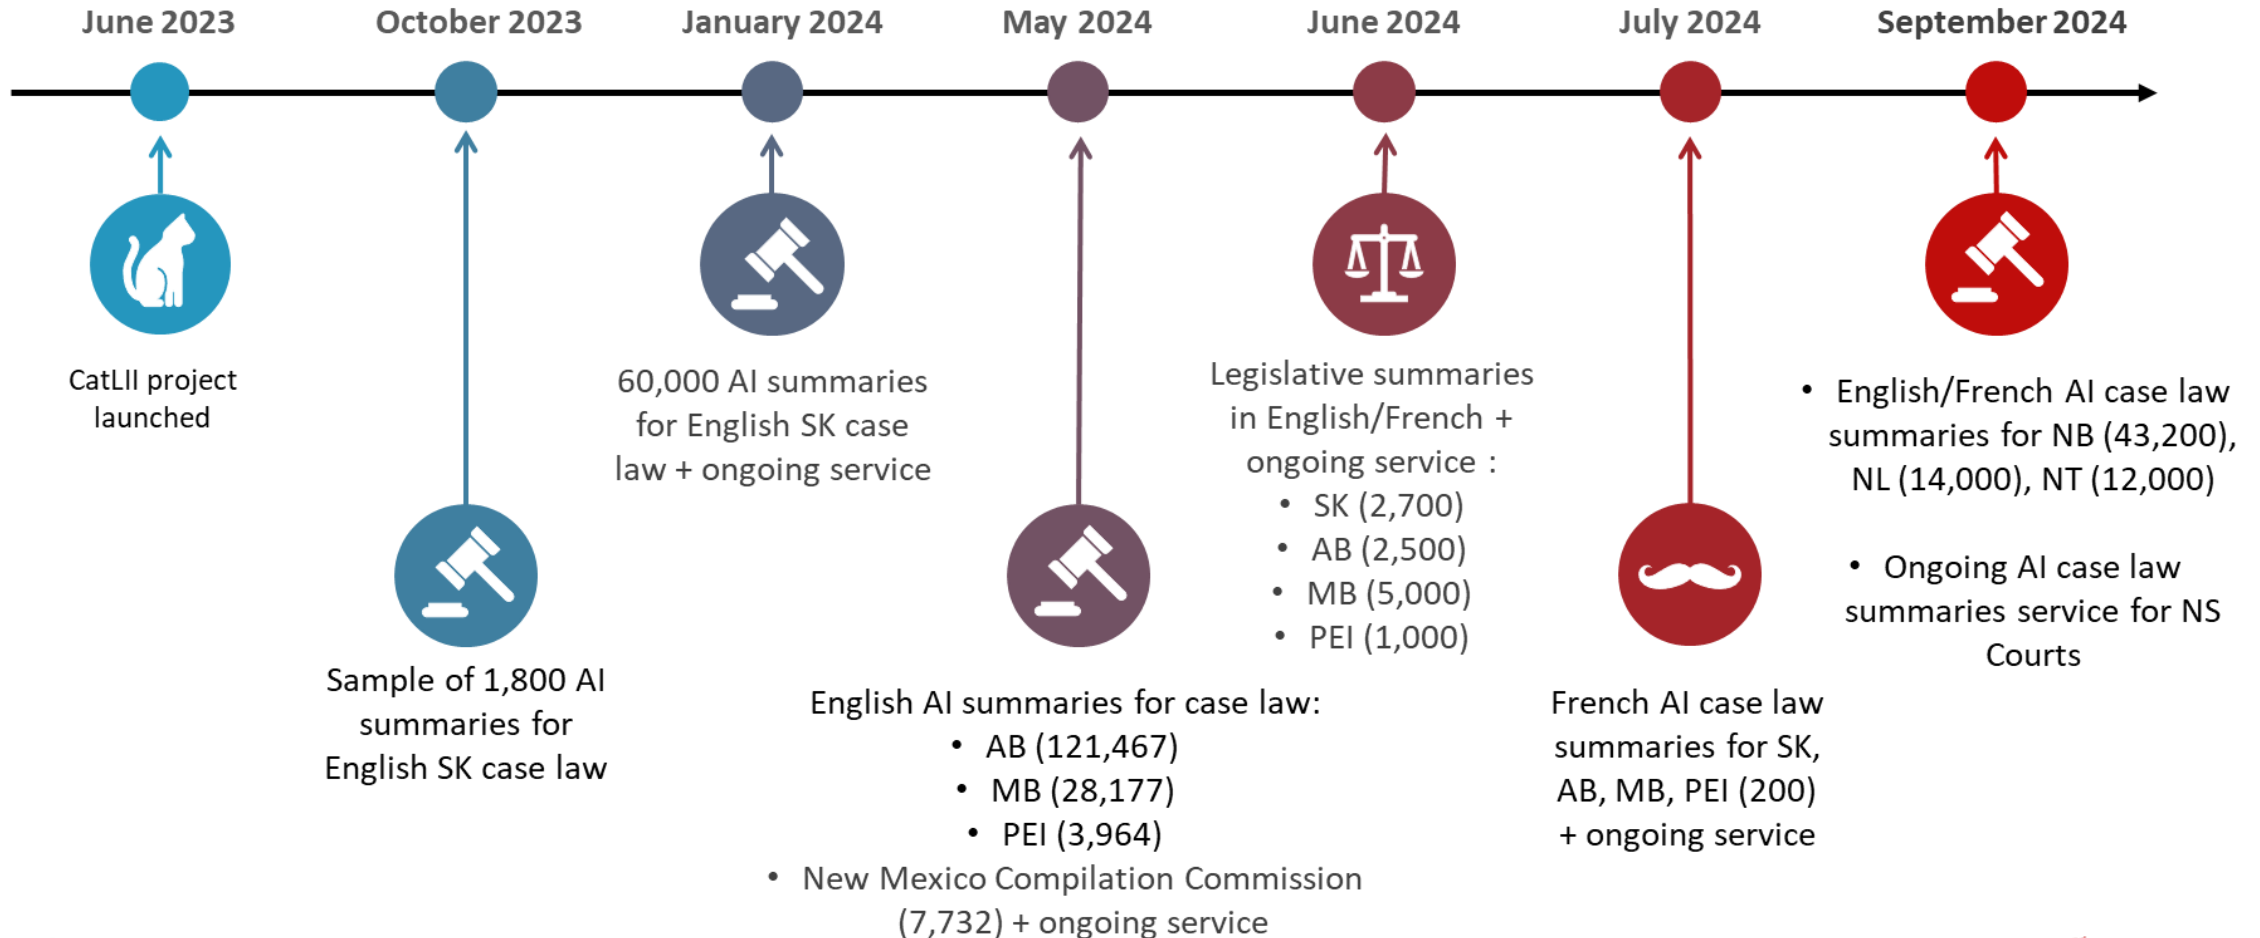 June 2023
October 2023
January 2024
May 2024
June 2024
July 2024
September 2024
CatLII project
launched
Sample of 1,800 AI
summaries for
English SK case law
60,000 AI summaries
for English SK case
law + ongoing service
English AI summaries for case law:
• AB (121,467)
• MB (28,177)
• PEI (3,964)
• New Mexico Compilation Commission
(7,732) + ongoing service
Legislative summaries
in English/French +
ongoing service :
• SK (2,700)
• AB (2,500)
• MB (5,000)
• PEI (1,000)
French AI case law
summaries for SK,
AB, MB, PEI (200)
+ ongoing service
• English/French AI case law
summaries for NB (43,200),
NL (14,000), NT (12,000)
• Ongoing AI case law
summaries service for NS
Courts